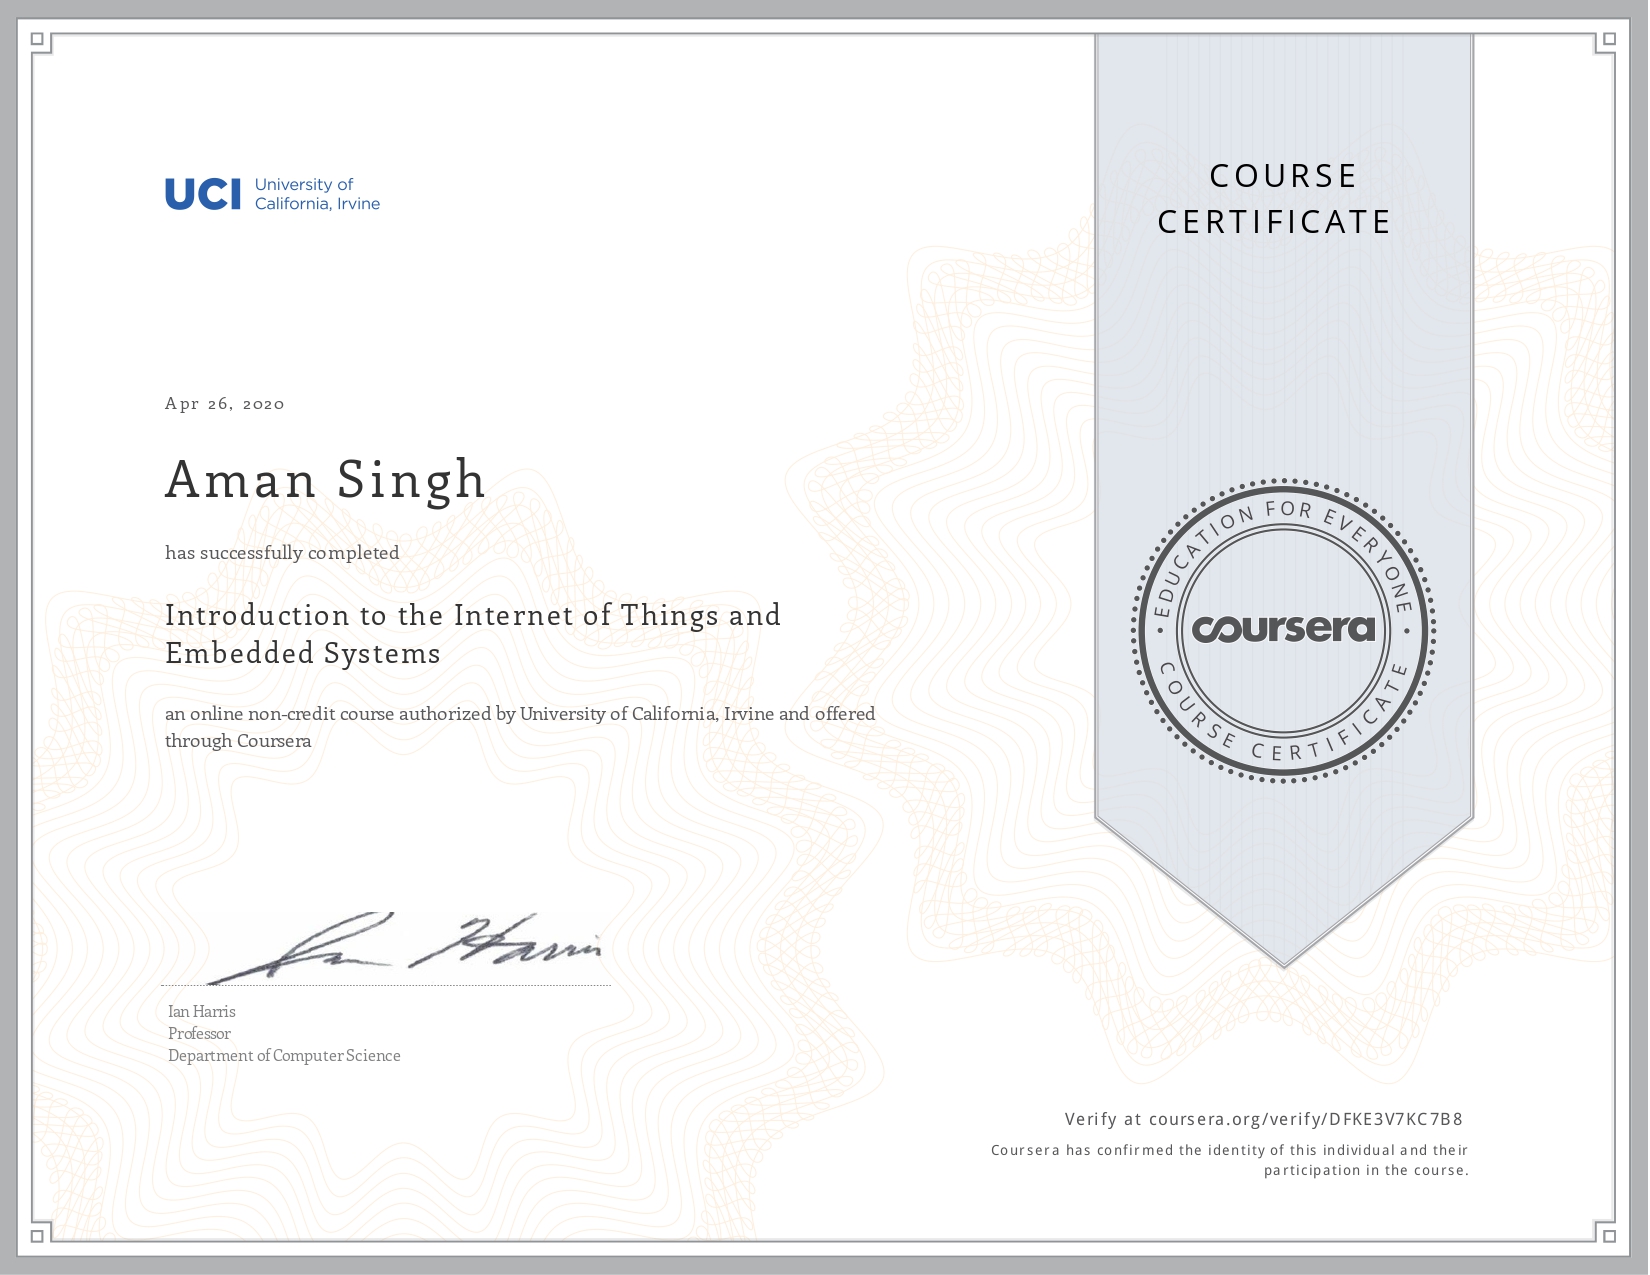 UCI University of
California, Irvine
COURSE
CERTIFICATE
Apr 26, 2020
Aman Singh
has successfully completed
Introduction to the Internet of Things and
Embedded Systems
an online non-credit course authorized by University of California, Irvine and offered
through Coursera
EDUCATION FOR EVERYONE
coursera
COURSE CERTIFICATE
Ian Harris
Ian Harris
Professor
Department of Computer Science
Verify at coursera.org/verify/DFKE3V7KC7B8
Coursera has confirmed the identity of this individual and their
participation in the course.